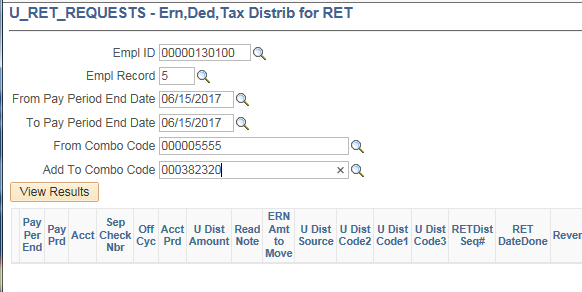 U_RET_REQUESTS - Ern,Ded,Tax Distrib for RET
Empl ID 00000130100
Empl Record 5
From Pay Period End Date 06/15/2017
To Pay Period End Date 06/15/2017
From Combo Code 000005555
Add To Combo Code 000382320 ×
View Results
Pay Per End Pay Prd Acct Sep Check Nbr Off Cyc Acct Prd U Dist Amount Read Note ERN Amt to Move U Dist Source U Dist Code2 U Dist Code1 U Dist Code3 RETDist Seq# RET DateDone Rever